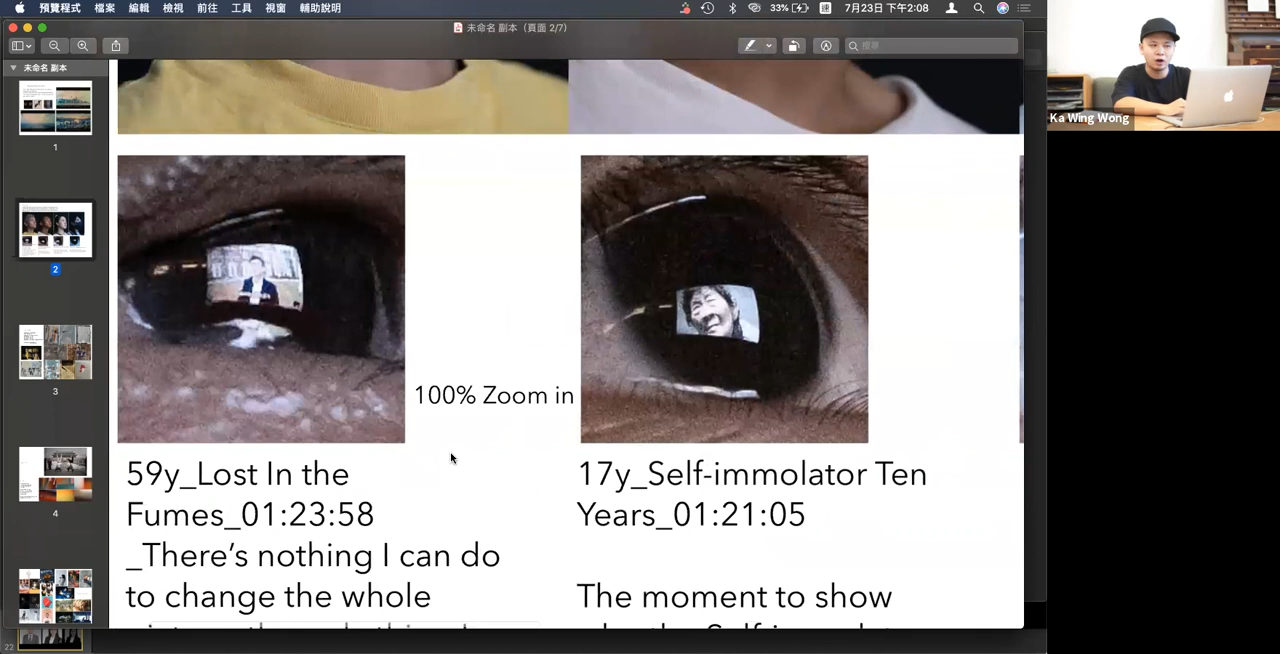 預覽程式 檔案 編輯 檢視 前往 工具 視窗 輔助說明 33% 速 7月23日 下午2:08
未命名 副本（頁面 2/7）
搜尋
未命名 副本
1
2
3
4
22
Ka Wing Wong
100% Zoom in
59y_Lost In the
Fumes_01:23:58
_There’s nothing I can do
to change the whole
17y_Self-immolator Ten
Years_01:21:05
The moment to show